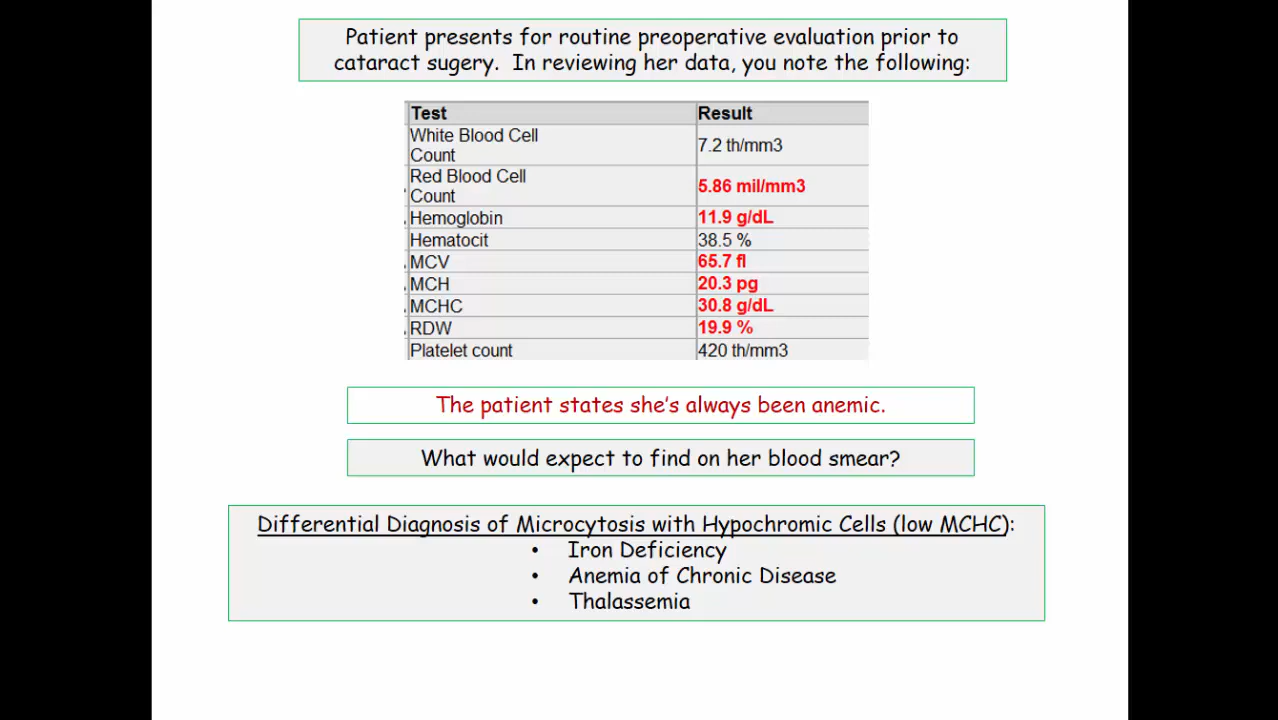 Patient presents for routine preoperative evaluation prior to
cataract sugery. In reviewing her data, you note the following:
Test Result
White Blood Cell
Count 7.2 th/mm3
Red Blood Cell
Count 5.86 mil/mm3
Hemoglobin 11.9 g/dL
Hematocit 38.5 %
MCV 65.7 fl
MCH 20.3 pg
MCHC 30.8 g/dL
RDW 19.9 %
Platelet count 420 th/mm3
The patient states she's always been anemic.
What would expect to find on her blood smear?
Differential Diagnosis of Microcytosis with Hypochromic Cells (low MCHC):
• Iron Deficiency
• Anemia of Chronic Disease
• Thalassemia